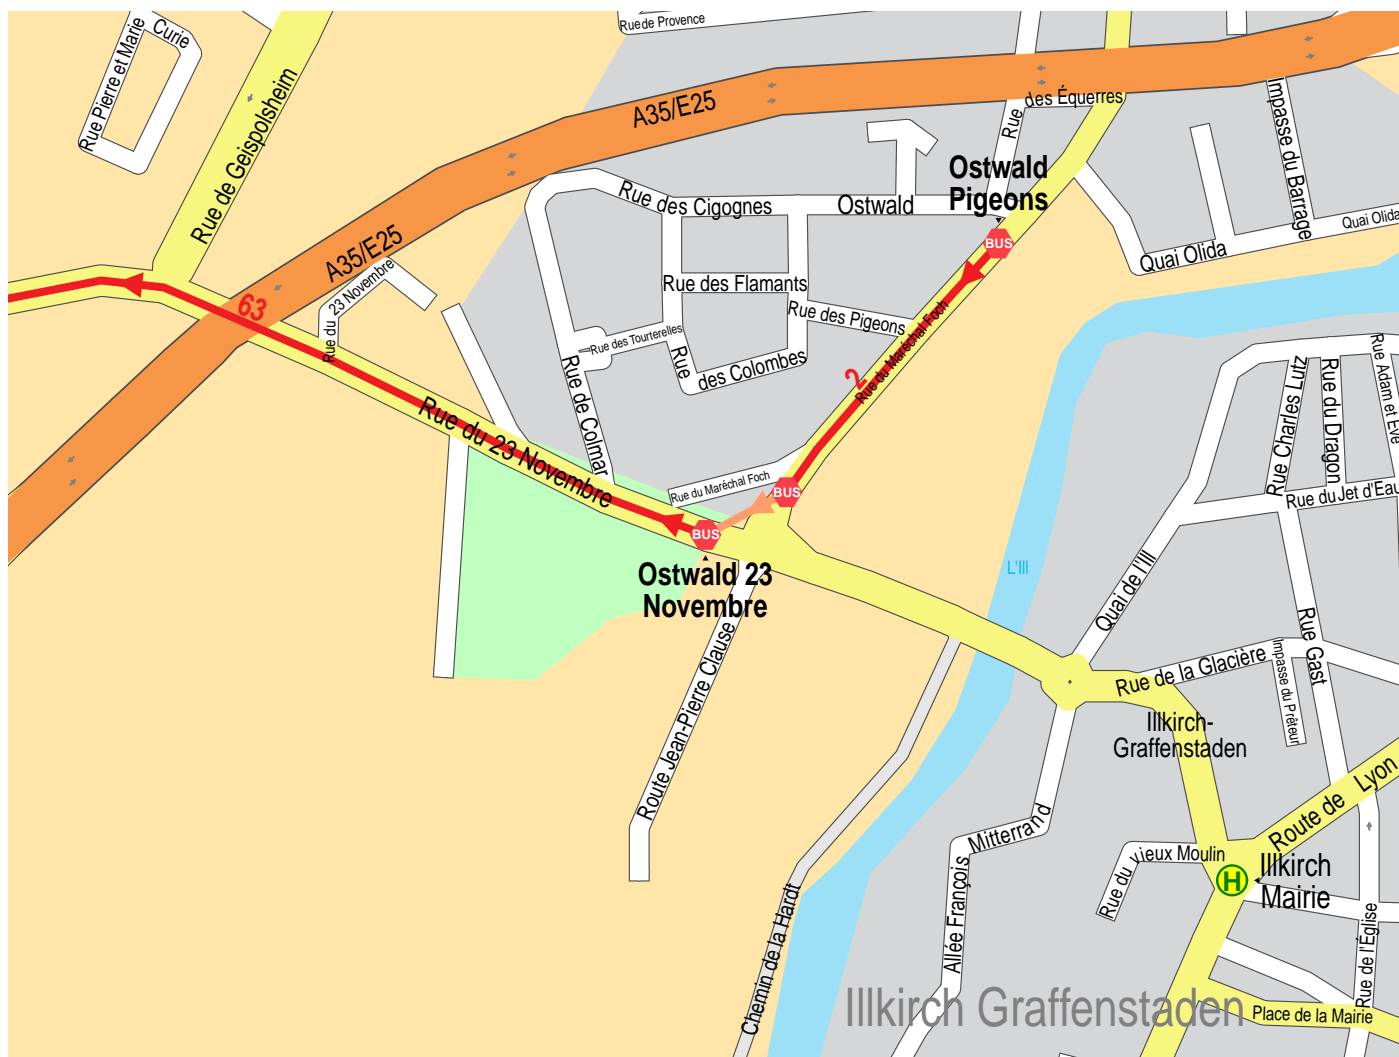 Rue de Provence
Rue Pierre et Marie
Curie
Rue de Geispolsheim
A35/E25
A35/E25
Rue
des Équerres
Impasse du Barrage
Ostwald
Pigeons
Rue des Cigognes
Ostwald
Quai Olida
Quai Olida
BUS
Rue du 23 Novembre
63
Rue des Flamants
Rue des Pigeons
Rue des Tourterelles
Rue
des Colombes
Rue du Maréchal Foch
2
Rue de Colmar
Rue du 23 Novembre
Rue du Maréchal Foch
BUS
BUS
Ostwald 23
Novembre
Rue Charles Lutz
Rue du Dragon
Rue Adam et Eve
Rue du Jet d'Eau
L'Ill
Quai de l'Ill
Rue Gast
Rue de la Glacière
Impasse du Prêteur
Illkirch-
Graffenstaden
Route Jean-Pierre Clause
Route de Lyon
Allée François Mitterrand
Rue du vieux Moulin
H
Illkirch
Mairie
Rue de l'Église
Chemin de la Hardt
Illkirch Graffenstaden
Place de la Mairie